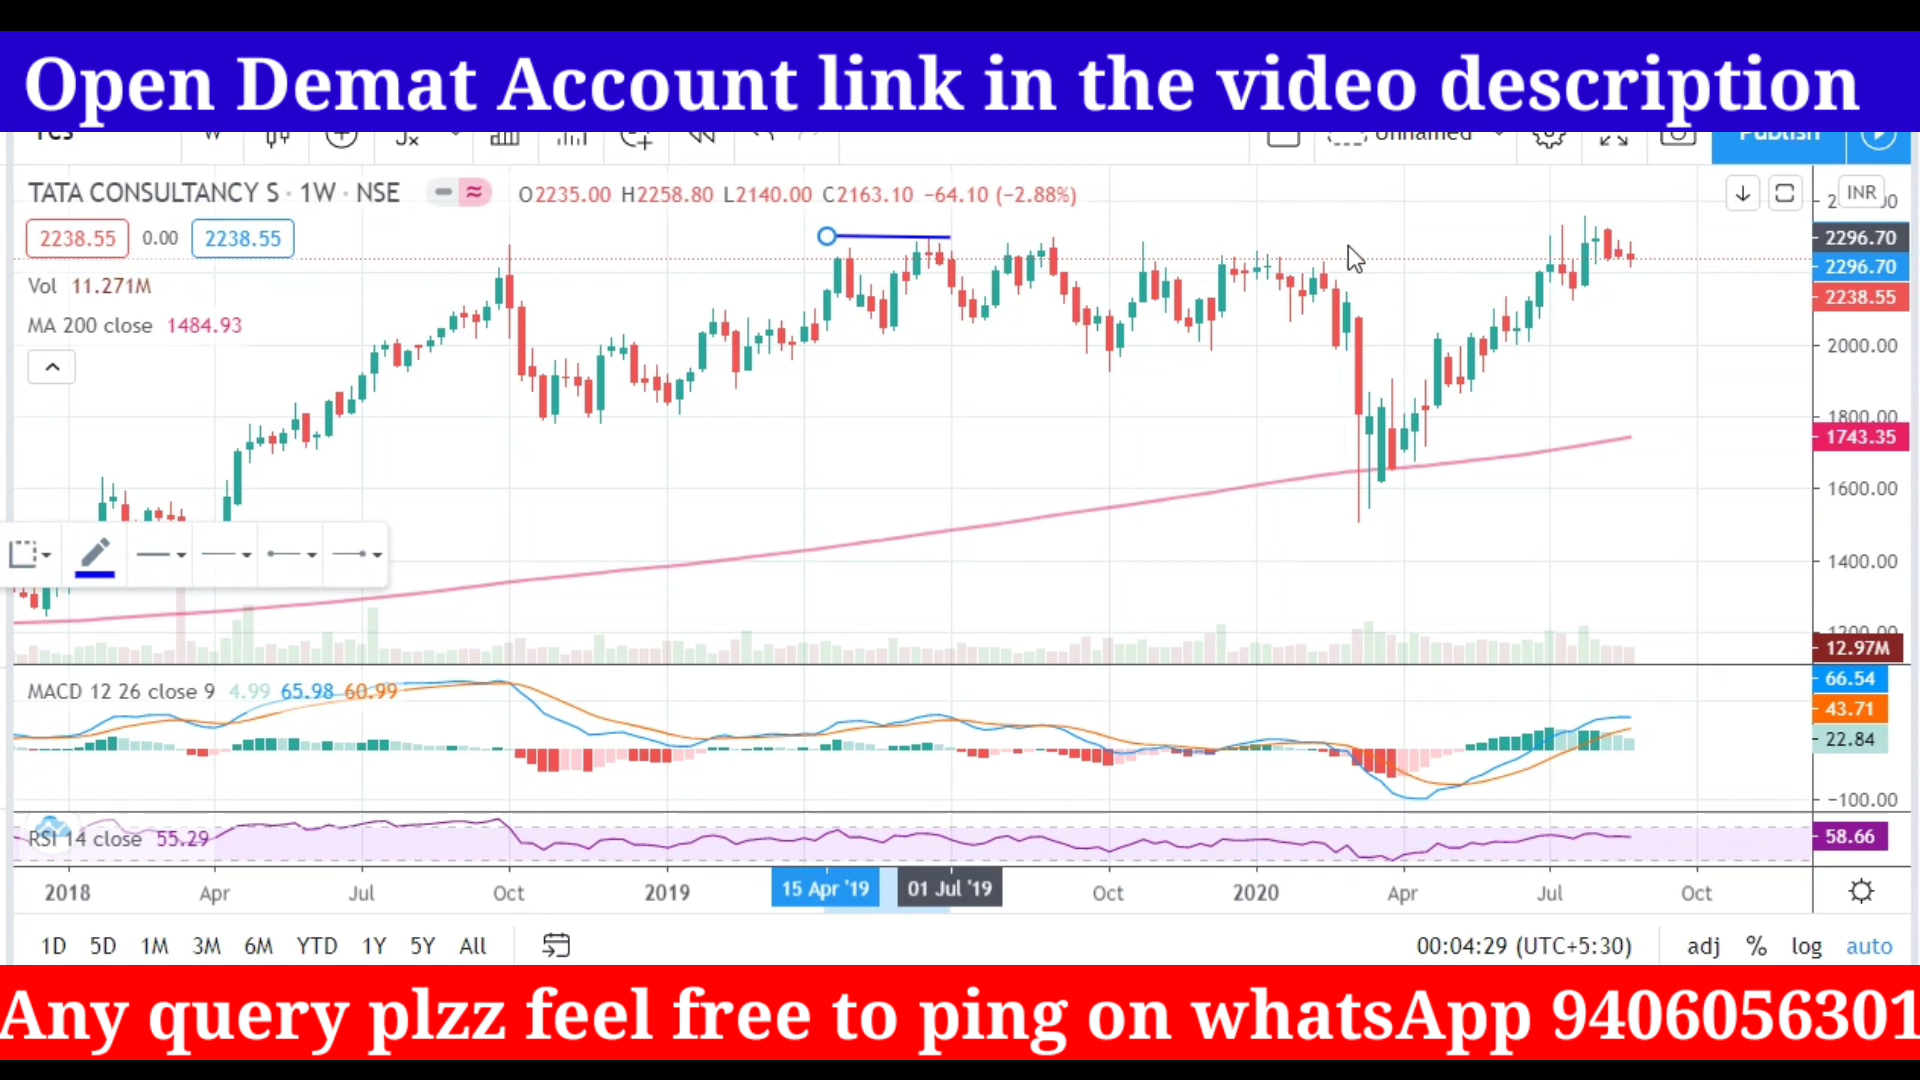 Open Demat Account link in the video description
TCS W Unnamed Publish
TATA CONSULTANCY S · 1W · NSE O2235.00 H2258.80 L2140.00 C2163.10 −64.10 (−2.88%) INR
2238.55 0.00 2238.55
2296.70
2296.70
Vol 11.271M
2238.55
MA 200 close 1484.93
2000.00
1800.00
1743.35
1600.00
1400.00
1200.00
12.97M
MACD 12 26 close 9 4.99 65.98 60.99
66.54
43.71
22.84
−100.00
RSI 14 close 55.29
58.66
2018 Apr Jul Oct 2019 15 Apr '19 01 Jul '19 Oct 2020 Apr Jul Oct
1D 5D 1M 3M 6M YTD 1Y 5Y All 00:04:29 (UTC+5:30) adj % log auto
Any query plzz feel free to ping on whatsApp 9406056301